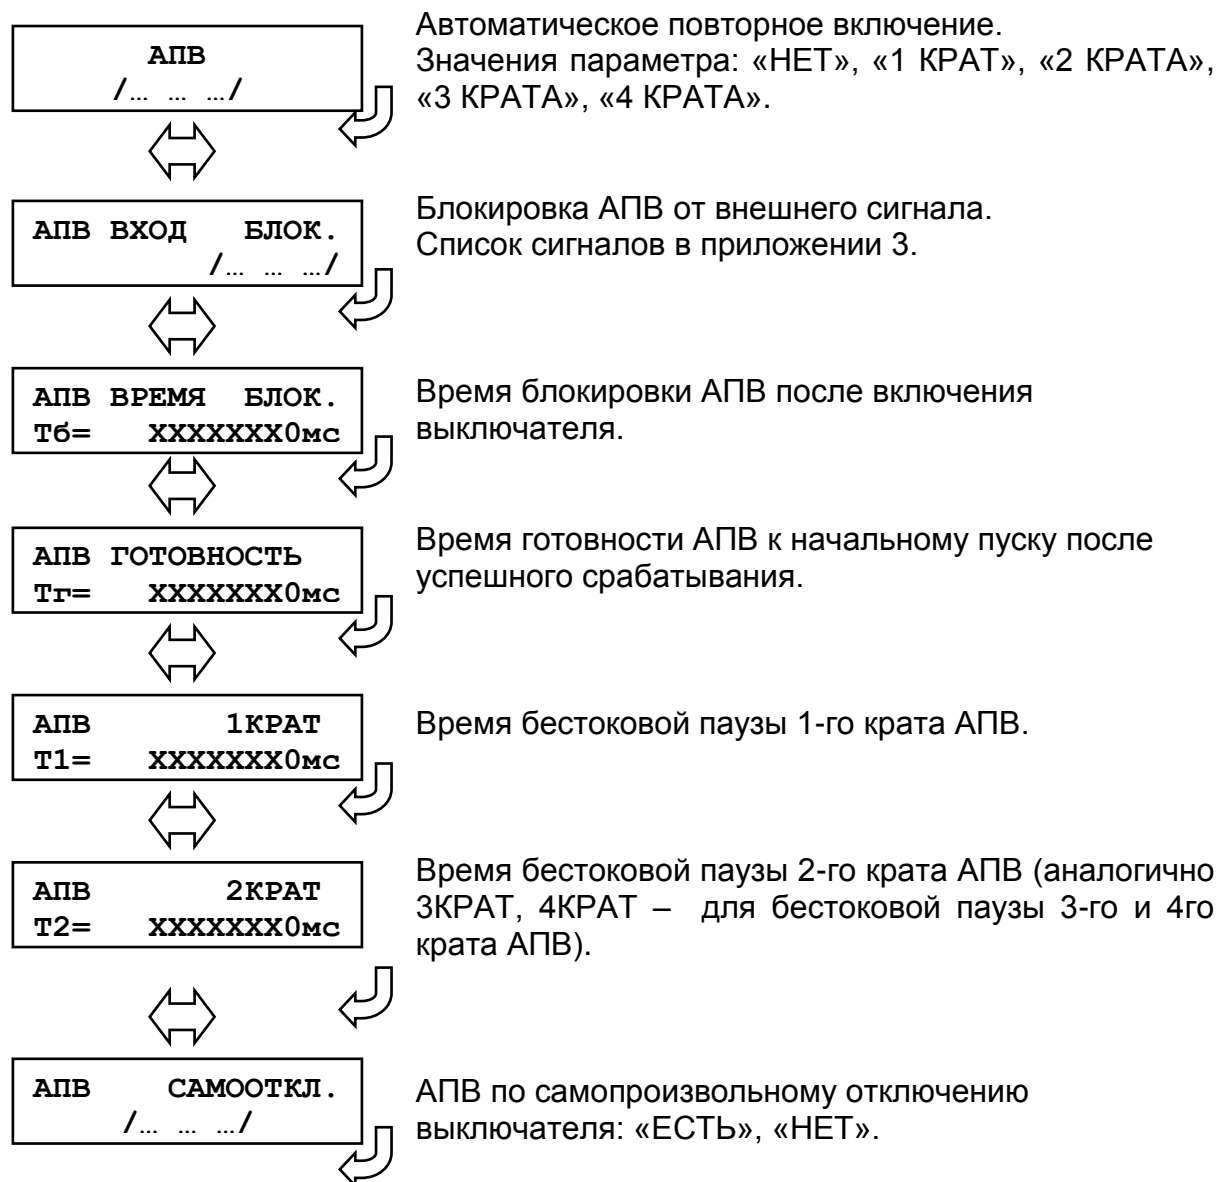 АПВ
/… … …/
Автоматическое повторное включение.
Значения параметра: «НЕТ», «1 КРАТ», «2 КРАТА»,
«3 КРАТА», «4 КРАТА».
АПВ ВХОД БЛОК.
/… … …/
Блокировка АПВ от внешнего сигнала.
Список сигналов в приложении 3.
АПВ ВРЕМЯ БЛОК.
Тб= ХХХХХХХ0мс
Время блокировки АПВ после включения
выключателя.
АПВ ГОТОВНОСТЬ
Тг= ХХХХХХХ0мс
Время готовности АПВ к начальному пуску после
успешного срабатывания.
АПВ 1КРАТ
Т1= ХХХХХХХ0мс
Время бестоковой паузы 1-го крата АПВ.
АПВ 2КРАТ
Т2= ХХХХХХХ0мс
Время бестоковой паузы 2-го крата АПВ (аналогично
3КРАТ, 4КРАТ – для бестоковой паузы 3-го и 4го
крата АПВ).
АПВ САМООТКЛ.
/… … …/
АПВ по самопроизвольному отключению
выключателя: «ЕСТЬ», «НЕТ».